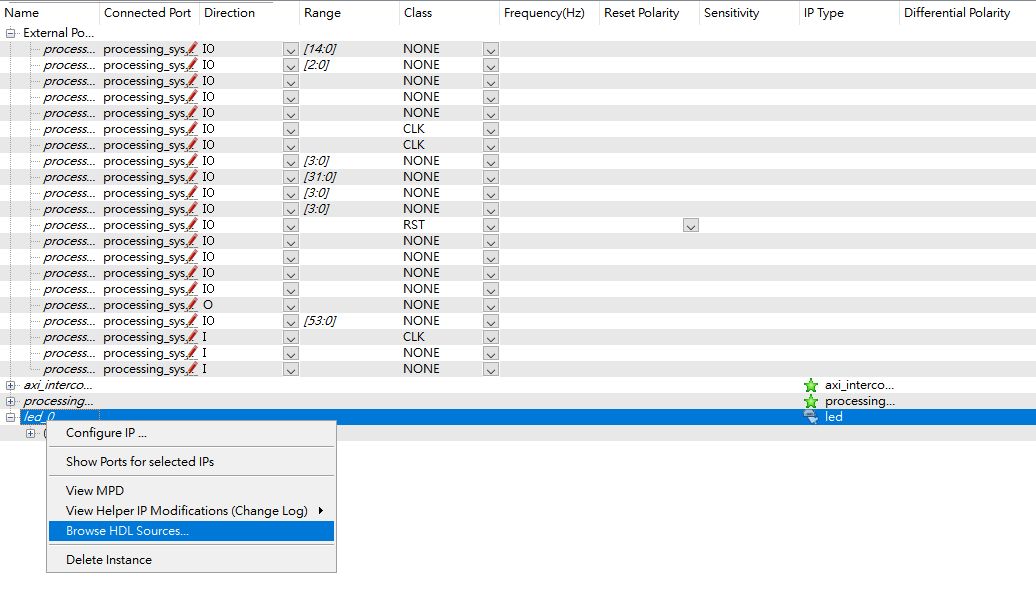 Name Connected Port Direction Range Class Frequency(Hz) Reset Polarity Sensitivity IP Type Differential Polarity
External Po...
process... processing_sys IO [14:0] NONE
process... processing_sys IO [2:0] NONE
process... processing_sys IO NONE
process... processing_sys IO NONE
process... processing_sys IO NONE
process... processing_sys IO CLK
process... processing_sys IO CLK
process... processing_sys IO [3:0] NONE
process... processing_sys IO [31:0] NONE
process... processing_sys IO [3:0] NONE
process... processing_sys IO [3:0] NONE
process... processing_sys IO RST
process... processing_sys IO NONE
process... processing_sys IO NONE
process... processing_sys IO NONE
process... processing_sys IO NONE
process... processing_sys O NONE
process... processing_sys IO [53:0] NONE
process... processing_sys I CLK
process... processing_sys I NONE
process... processing_sys I NONE
axi_interco... axi_interco...
processing... processing...
led_0 led
(
Configure IP ...
Show Ports for selected IPs
View MPD
View Helper IP Modifications (Change Log)
Browse HDL Sources...
Delete Instance